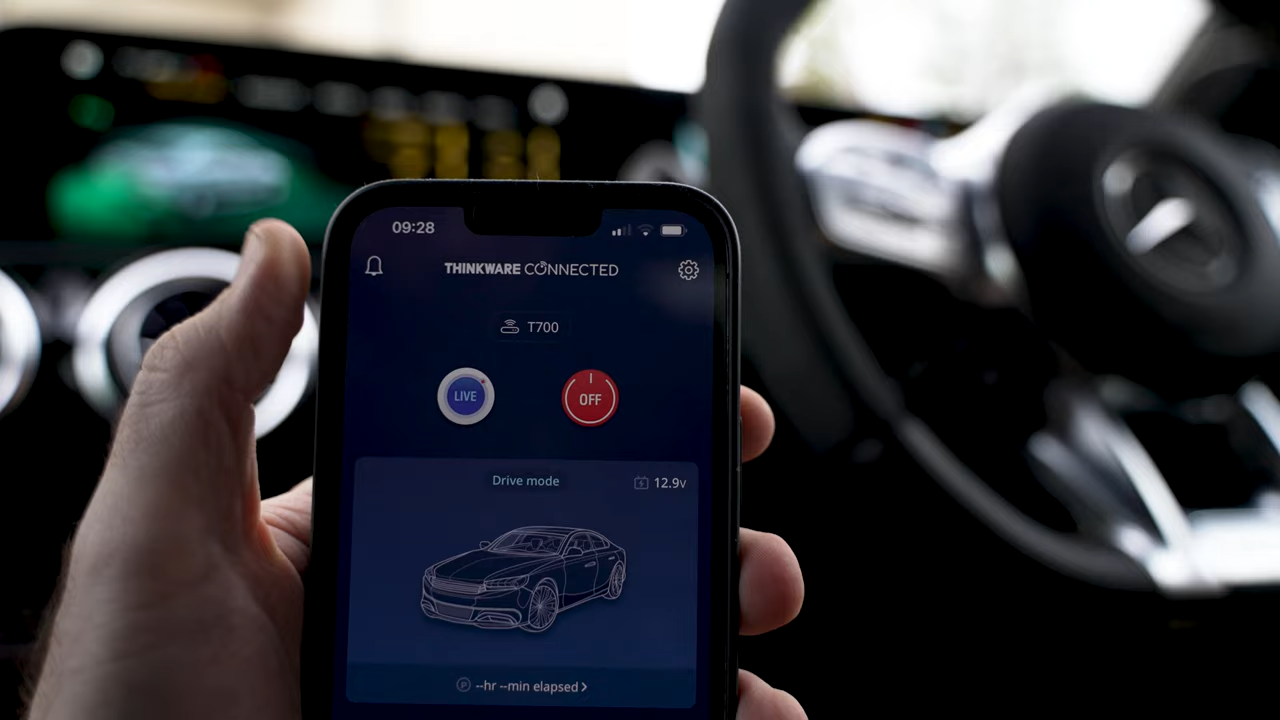 09:28
THINKWARE CONNECTED
T700
LIVE
OFF
Drive mode
12.9v
P --hr --min elapsed >